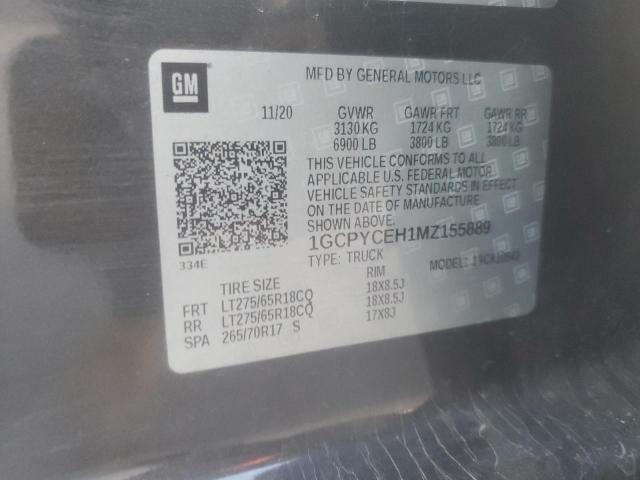 GM
MFD BY GENERAL MOTORS LLC
11/20 GVWR GAWR FRT GAWR RR
3130 KG 1724 KG 1724 KG
6900 LB 3800 LB 3800 LB
THIS VEHICLE CONFORMS TO ALL
APPLICABLE U.S. FEDERAL MOTOR
VEHICLE SAFETY STANDARDS IN EFFECT
ON THE DATE OF MANUFACTURE
SHOWN ABOVE.
1GCPYCEH1MZ155889
334E TYPE: TRUCK MODEL:
TIRE SIZE RIM
FRT LT275/65R18CQ 18X8.5J
RR LT275/65R18CQ 18X8.5J
SPA 265/70R17 S 17X8J